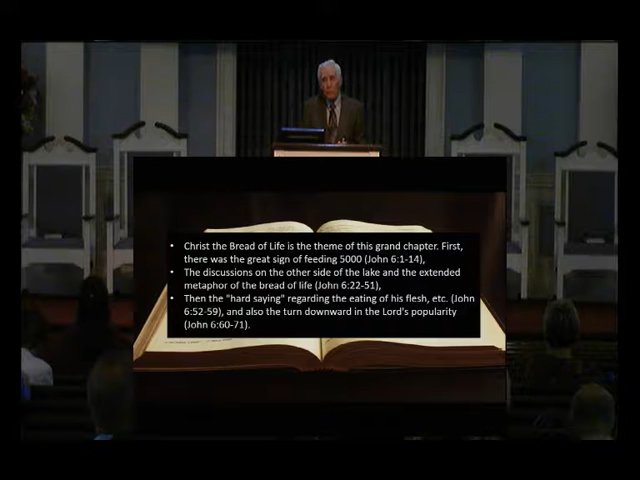 • Christ the Bread of Life is the theme of this grand chapter. First,
there was the great sign of feeding 5000 (John 6:1-14),
• The discussions on the other side of the lake and the extended
metaphor of the bread of life (John 6:22-51),
• Then the "hard saying" regarding the eating of his flesh, etc. (John
6:52-59), and also the turn downward in the Lord's popularity
(John 6:60-71).